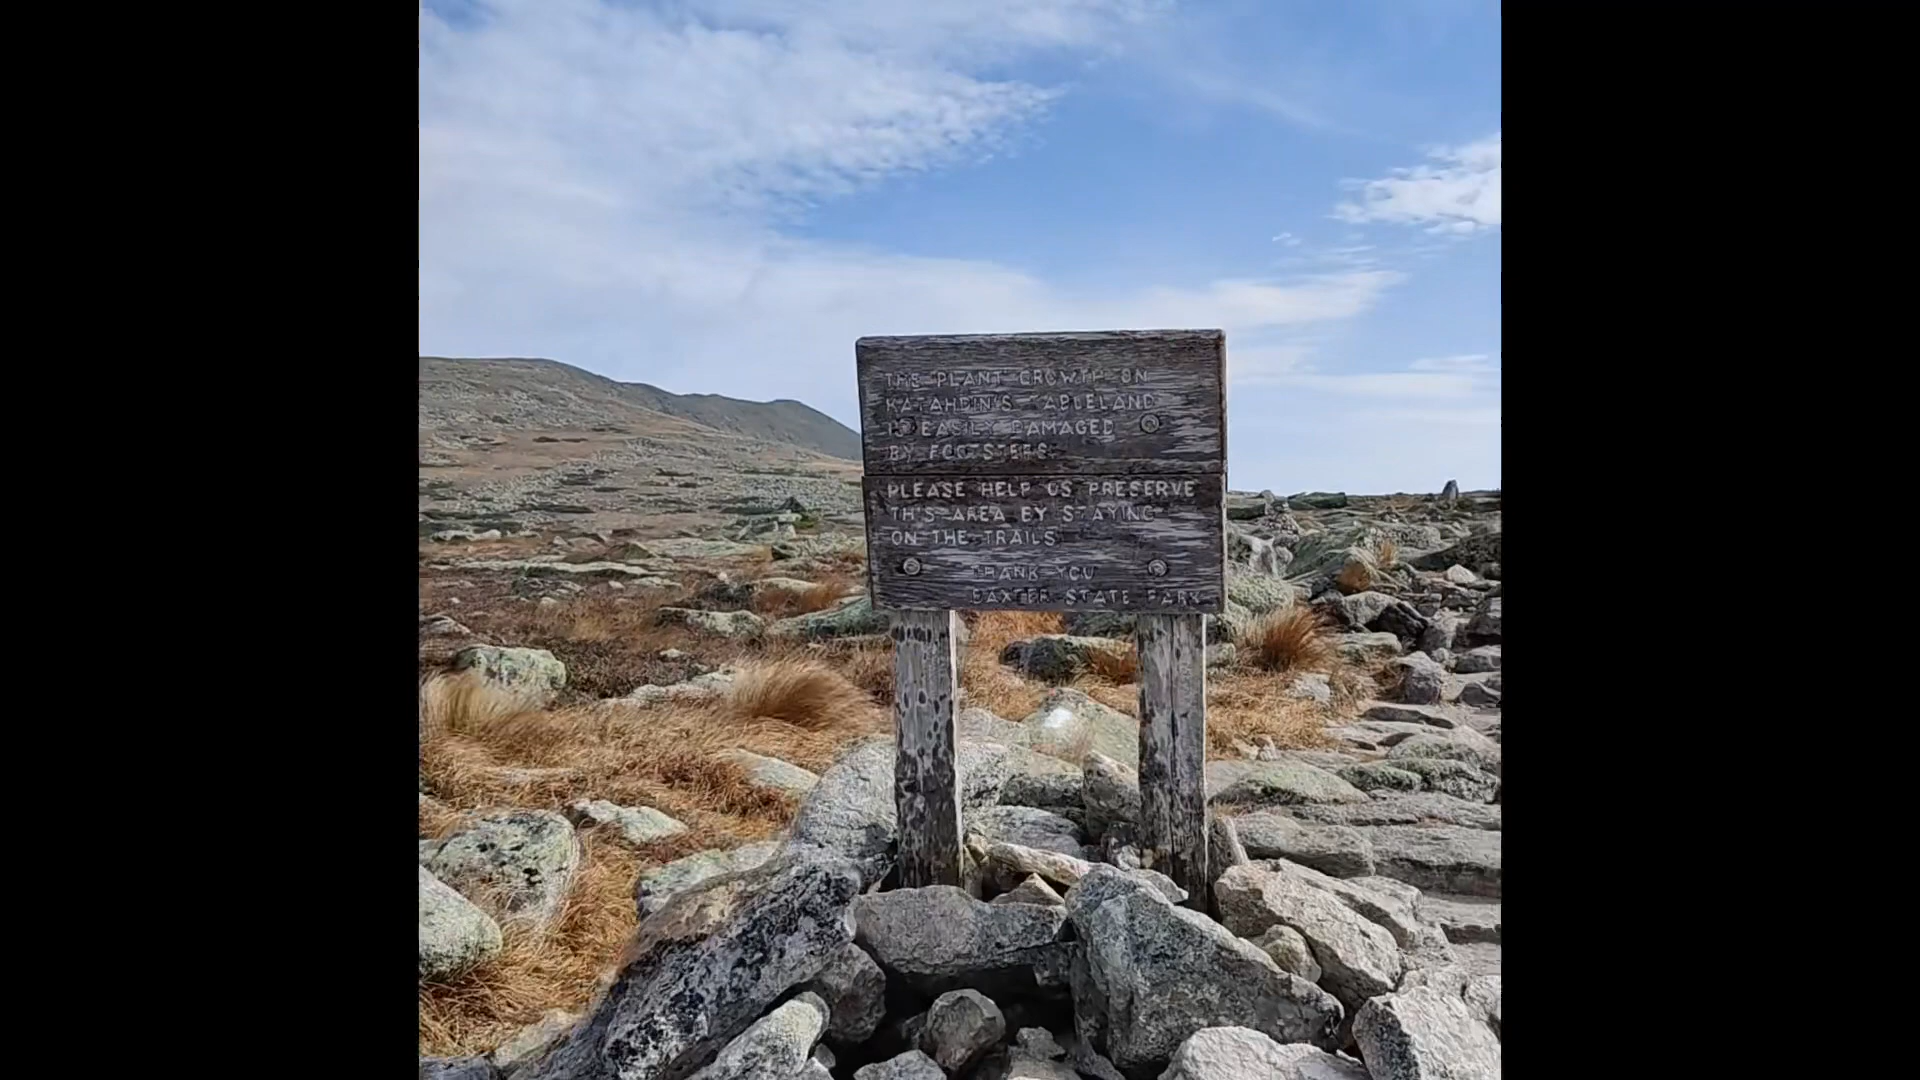 THE PLANT GROWTH ON
KATAHDIN'S TABLELAND
IS EASILY DAMAGED
BY FOOTSTEPS
PLEASE HELP US PRESERVE
THIS AREA BY STAYING
ON THE TRAILS
THANK YOU
BAXTER STATE PARK